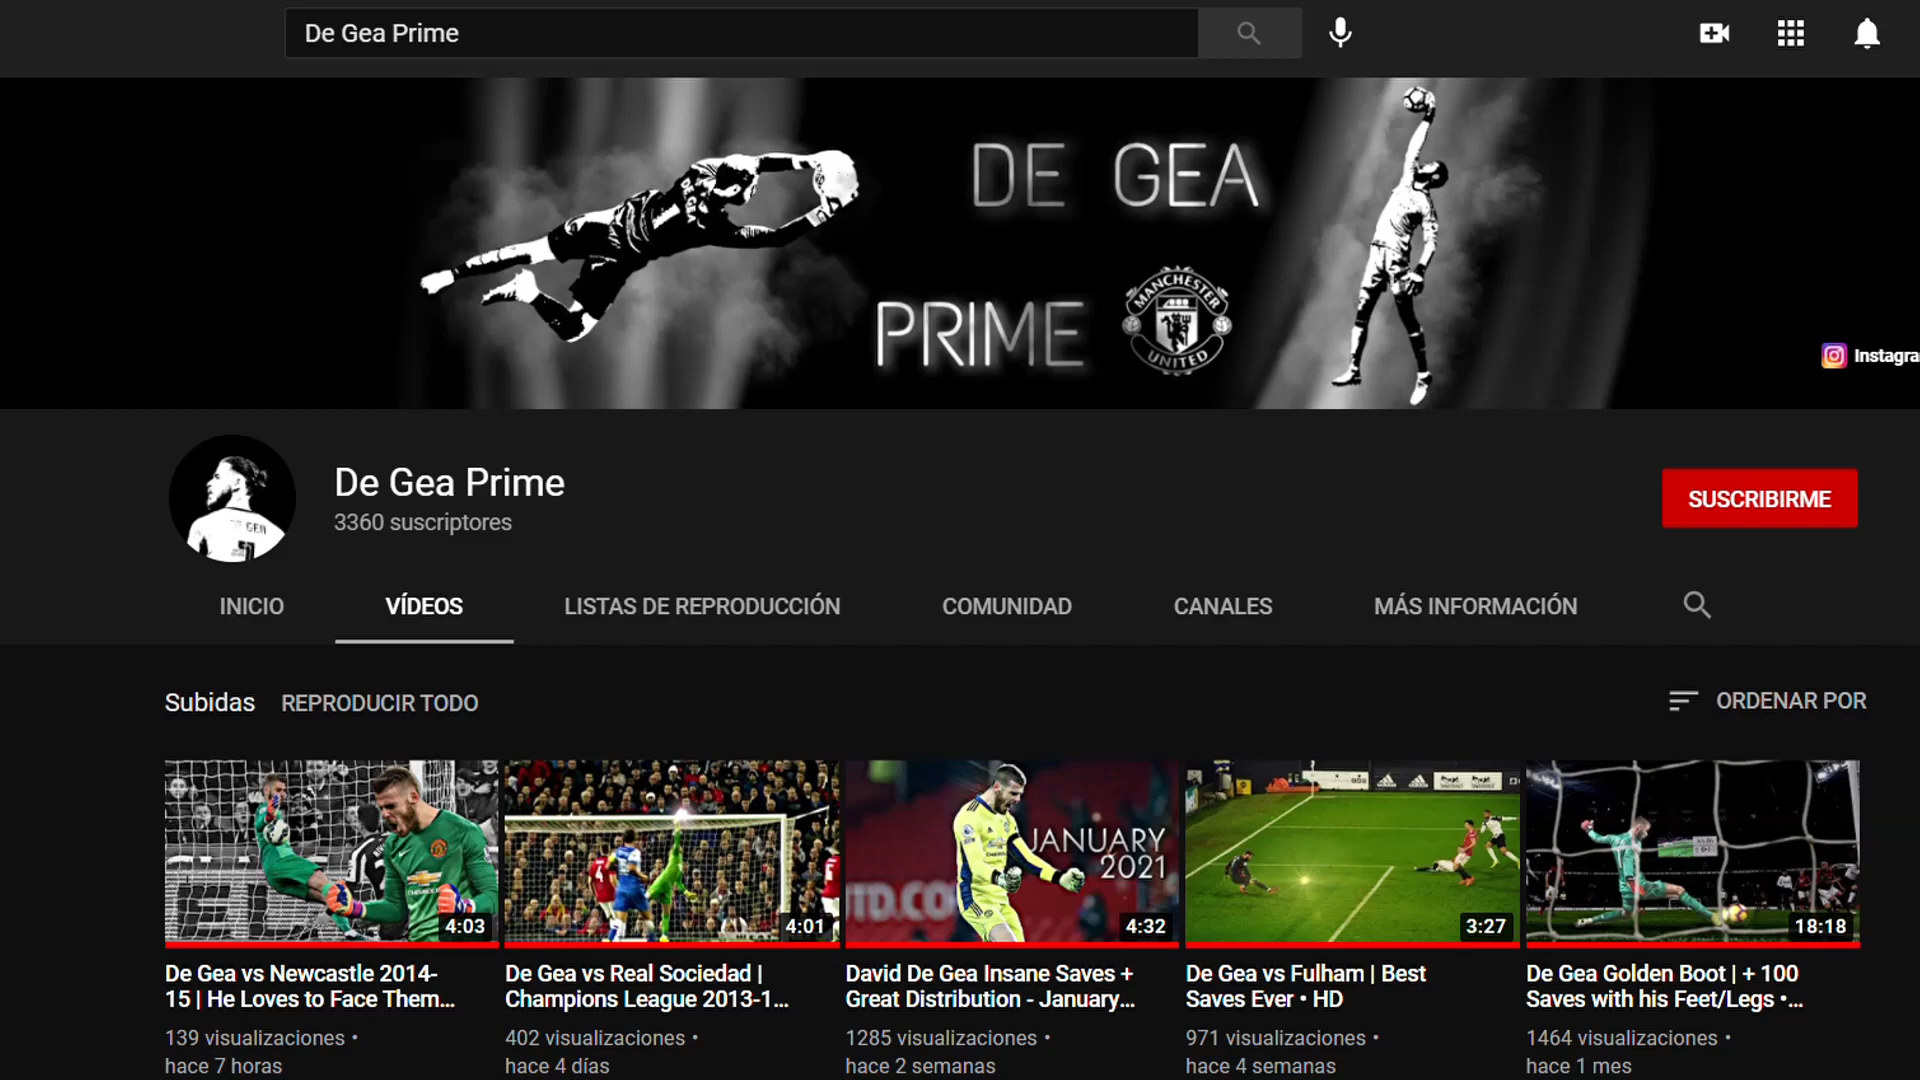 De Gea Prime
DE GEA
PRIME
MANCHESTER
UNITED
De Gea Prime
3360 suscriptores
SUSCRIBIRME
INICIO
VÍDEOS
LISTAS DE REPRODUCCIÓN
COMUNIDAD
CANALES
MÁS INFORMACIÓN
Subidas
REPRODUCIR TODO
ORDENAR POR
4:03
4:01
JANUARY
2021
4:32
3:27
18:18
De Gea vs Newcastle 2014-
15 | He Loves to Face Them...
139 visualizaciones •
hace 7 horas
De Gea vs Real Sociedad |
Champions League 2013-1...
402 visualizaciones •
hace 4 días
David De Gea Insane Saves +
Great Distribution - January...
1285 visualizaciones •
hace 2 semanas
De Gea vs Fulham | Best
Saves Ever • HD
971 visualizaciones •
hace 4 semanas
De Gea Golden Boot | + 100
Saves with his Feet/Legs •...
1464 visualizaciones •
hace 1 mes